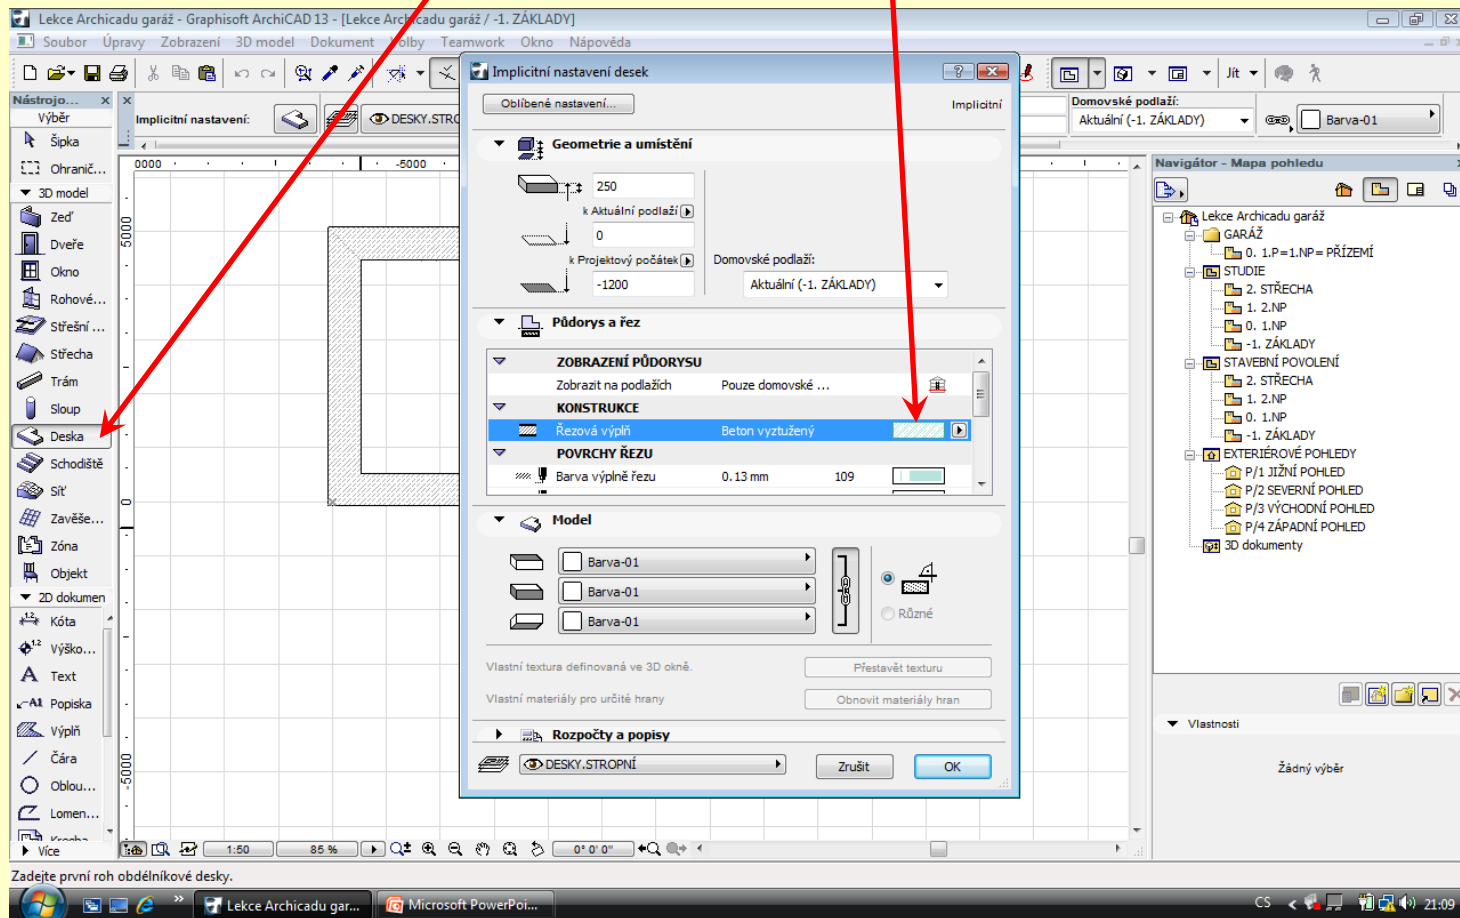 Lekce Archicadu garáž - Graphisoft ArchiCAD 13 - [Lekce Archicadu garáž / -1. ZÁKLADY]
Soubor Úpravy Zobrazení 3D model Dokument Volby Teamwork Okno Nápověda
Jít
Nástrojo...
Výběr
Šipka
Ohranič...
3D model
Zeď
Dveře
Okno
Rohové...
Střešní ...
Střecha
Trám
Sloup
Deska
Schodiště
Síť
Zavěše...
Zóna
Objekt
2D dokumen
Kóta
Výško...
Text
Popiska
Výplň
Čára
Oblou...
Lomen...
Více
Implicitní nastavení:
DESKY.STRO
0000
-5000
5000
0
-5000
Implicitní nastavení desek
Oblíbené nastavení...
Implicitní
Geometrie a umístění
250
k Aktuální podlaží
0
k Projektový počátek
-1200
Domovské podlaží:
Aktuální (-1. ZÁKLADY)
Půdorys a řez
ZOBRAZENÍ PŮDORYSU
Zobrazit na podlažích Pouze domovské ...
KONSTRUKCE
Řezová výplň Beton vyztužený
POVRCHY ŘEZU
Barva výplně řezu 0.13 mm 109
Model
Barva-01
Barva-01
Barva-01
Různé
Vlastní textura definovaná ve 3D okně.
Přestavět texturu
Vlastní materiály pro určité hrany
Obnovit materiály hran
Rozpočty a popisy
DESKY.STROPNÍ
Zrušit
OK
Domovské podlaží:
Aktuální (-1. ZÁKLADY)
Barva-01
Navigátor - Mapa pohledu
Lekce Archicadu garáž
GARÁŽ
0. 1.P=1.NP= PŘÍZEMÍ
STUDIE
2. STŘECHA
1. 2.NP
0. 1.NP
-1. ZÁKLADY
STAVEBNÍ POVOLENÍ
2. STŘECHA
1. 2.NP
0. 1.NP
-1. ZÁKLADY
EXTERIÉROVÉ POHLEDY
P/1 JIŽNÍ POHLED
P/2 SEVERNÍ POHLED
P/3 VÝCHODNÍ POHLED
P/4 ZÁPADNÍ POHLED
3D dokumenty
Vlastnosti
Žádný výběr
1:50
85 %
0° 0' 0"
Zadejte první roh obdélníkové desky.
Lekce Archicadu gar...
Microsoft PowerPoi...
CS
21:09